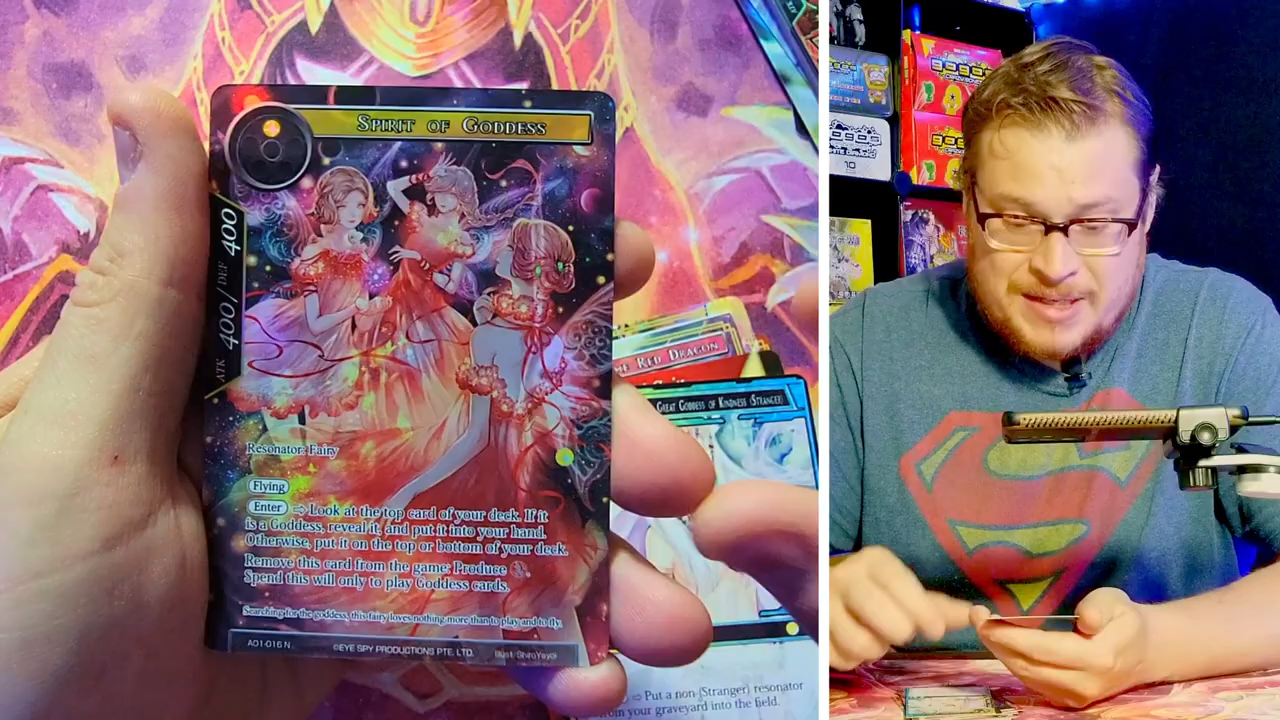 SPIRIT OF GODDESS
ATK 400/ DEF 400
Resonator: Fairy
Flying
Enter ⇨ Look at the top card of your deck. If it
is a Goddess, reveal it, and put it into your hand.
Otherwise, put it on the top or bottom of your deck.
Remove this card from the game: Produce
Spend this will only to play Goddess cards.
Searching for the goddess, this fairy loves nothing more than to play and to fly.
A01-016 N
©EYE SPY PRODUCTIONS PTE. LTD.
Illust. ShiroYayoi
RED DRAGON
GREAT GODDESS OF KINDNESS (STRANGER)
⇨ Put a non-[Stranger] resonator
from your graveyard into the field.
gogos
CRAZY BONES
gogos
10
S